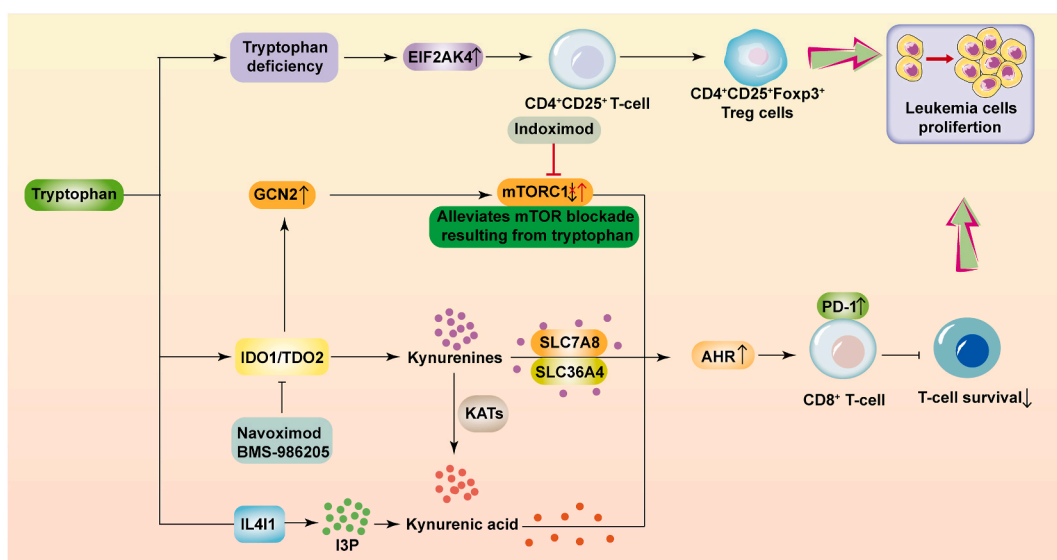 Tryptophan
deficiency
EIF2AK4↑
CD4⁺CD25⁺ T-cell
CD4⁺CD25⁺Foxp3⁺
Treg cells
Leukemia cells
prolifertion
Indoximod
Tryptophan
GCN2↑
mTORC1↓↑
Alleviates mTOR blockade
resulting from tryptophan
PD-1↑
IDO1/TDO2
Kynurenines
SLC7A8
SLC36A4
AHR↑
CD8⁺ T-cell
T-cell survival↓
KATs
Navoximod
BMS-986205
IL4I1
I3P
Kynurenic acid